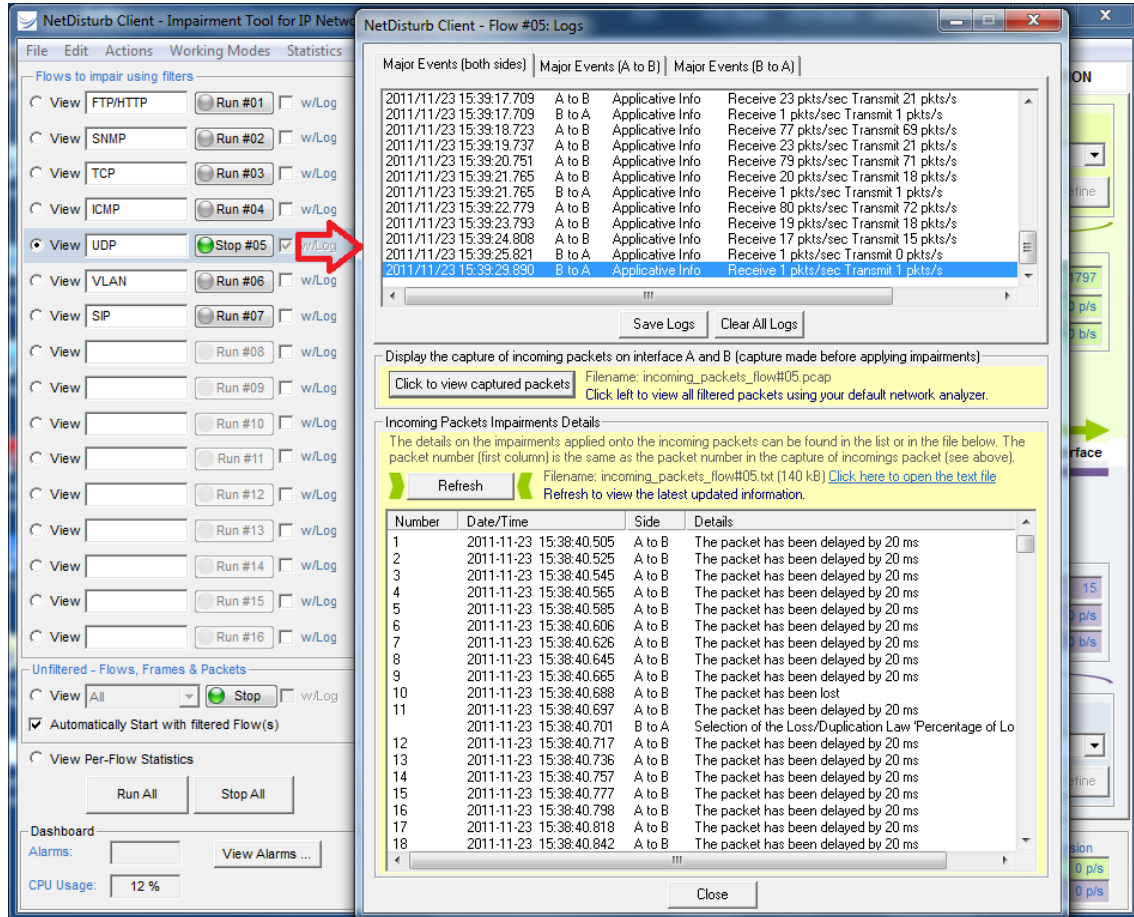 NetDisturb Client - Impairment Tool for IP Netwo
File Edit Actions Working Modes Statistics
Flows to impair using filters
View FTP/HTTP Run #01 w/Log
View SNMP Run #02 w/Log
View TCP Run #03 w/Log
View ICMP Run #04 w/Log
View UDP Stop #05 w/Log
View VLAN Run #06 w/Log
View SIP Run #07 w/Log
View Run #08 w/Log
View Run #09 w/Log
View Run #10 w/Log
View Run #11 w/Log
View Run #12 w/Log
View Run #13 w/Log
View Run #14 w/Log
View Run #15 w/Log
View Run #16 w/Log
Unfiltered - Flows, Frames & Packets
View All Stop w/Log
Automatically Start with filtered Flow(s)
View Per-Flow Statistics
Run All Stop All
Dashboard
Alarms: View Alarms ...
CPU Usage: 12 %
NetDisturb Client - Flow #05: Logs
Major Events (both sides) Major Events (A to B) Major Events (B to A)
2011/11/23 15:39:17.709 A to B Applicative Info Receive 23 pkts/sec Transmit 21 pkts/s
2011/11/23 15:39:17.709 B to A Applicative Info Receive 1 pkts/sec Transmit 1 pkts/s
2011/11/23 15:39:18.723 A to B Applicative Info Receive 77 pkts/sec Transmit 69 pkts/s
2011/11/23 15:39:19.737 A to B Applicative Info Receive 23 pkts/sec Transmit 21 pkts/s
2011/11/23 15:39:20.751 A to B Applicative Info Receive 79 pkts/sec Transmit 71 pkts/s
2011/11/23 15:39:21.765 A to B Applicative Info Receive 20 pkts/sec Transmit 18 pkts/s
2011/11/23 15:39:21.765 B to A Applicative Info Receive 1 pkts/sec Transmit 1 pkts/s
2011/11/23 15:39:22.779 A to B Applicative Info Receive 80 pkts/sec Transmit 72 pkts/s
2011/11/23 15:39:23.793 A to B Applicative Info Receive 19 pkts/sec Transmit 18 pkts/s
2011/11/23 15:39:24.808 A to B Applicative Info Receive 17 pkts/sec Transmit 15 pkts/s
2011/11/23 15:39:25.821 B to A Applicative Info Receive 1 pkts/sec Transmit 0 pkts/s
2011/11/23 15:39:29.890 B to A Applicative Info Receive 1 pkts/sec Transmit 1 pkts/s
Save Logs Clear All Logs
Display the capture of incoming packets on interface A and B (capture made before applying impairments)
Click to view captured packets
Filename: incoming_packets_flow#05.pcap
Click left to view all filtered packets using your default network analyzer.
Incoming Packets Impairments Details
The details on the impairments applied onto the incoming packets can be found in the list or in the file below. The
packet number (first column) is the same as the packet number in the capture of incomings packet (see above).
Refresh
Filename: incoming_packets_flow#05.txt (140 kB) Click here to open the text file
Refresh to view the latest updated information.
Number Date/Time Side Details
1 2011-11-23 15:38:40.505 A to B The packet has been delayed by 20 ms
2 2011-11-23 15:38:40.525 A to B The packet has been delayed by 20 ms
3 2011-11-23 15:38:40.545 A to B The packet has been delayed by 20 ms
4 2011-11-23 15:38:40.565 A to B The packet has been delayed by 20 ms
5 2011-11-23 15:38:40.585 A to B The packet has been delayed by 20 ms
6 2011-11-23 15:38:40.606 A to B The packet has been delayed by 20 ms
7 2011-11-23 15:38:40.626 A to B The packet has been delayed by 20 ms
8 2011-11-23 15:38:40.645 A to B The packet has been delayed by 20 ms
9 2011-11-23 15:38:40.665 A to B The packet has been delayed by 20 ms
10 2011-11-23 15:38:40.688 A to B The packet has been lost
11 2011-11-23 15:38:40.697 A to B The packet has been delayed by 20 ms
2011-11-23 15:38:40.701 B to A Selection of the Loss/Duplication Law 'Percentage of Lo
12 2011-11-23 15:38:40.717 A to B The packet has been delayed by 20 ms
13 2011-11-23 15:38:40.736 A to B The packet has been delayed by 20 ms
14 2011-11-23 15:38:40.757 A to B The packet has been delayed by 20 ms
15 2011-11-23 15:38:40.777 A to B The packet has been delayed by 20 ms
16 2011-11-23 15:38:40.798 A to B The packet has been delayed by 20 ms
17 2011-11-23 15:38:40.818 A to B The packet has been delayed by 20 ms
18 2011-11-23 15:38:40.842 A to B The packet has been delayed by 20 ms
Close
ON
efine
1797
0 p/s
0 b/s
rface
15
0 p/s
0 b/s
efine
sion
0 p/s
0 p/s